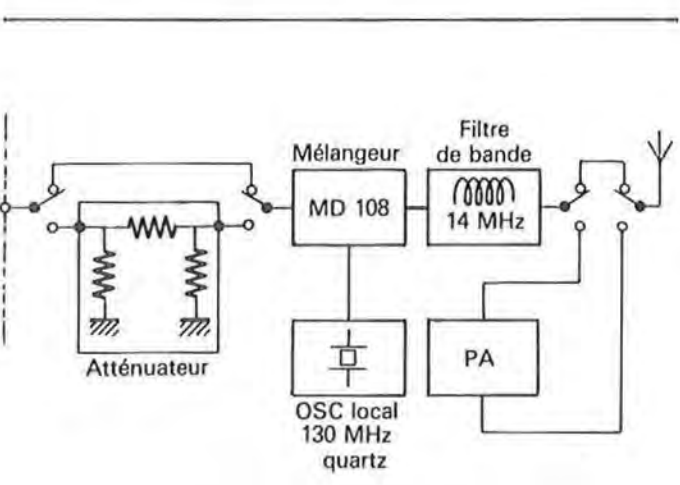 Filtre
de bande
Mélangeur
MD 108
14 MHz
Atténuateur
PA
OSC local
130 MHz
quartz